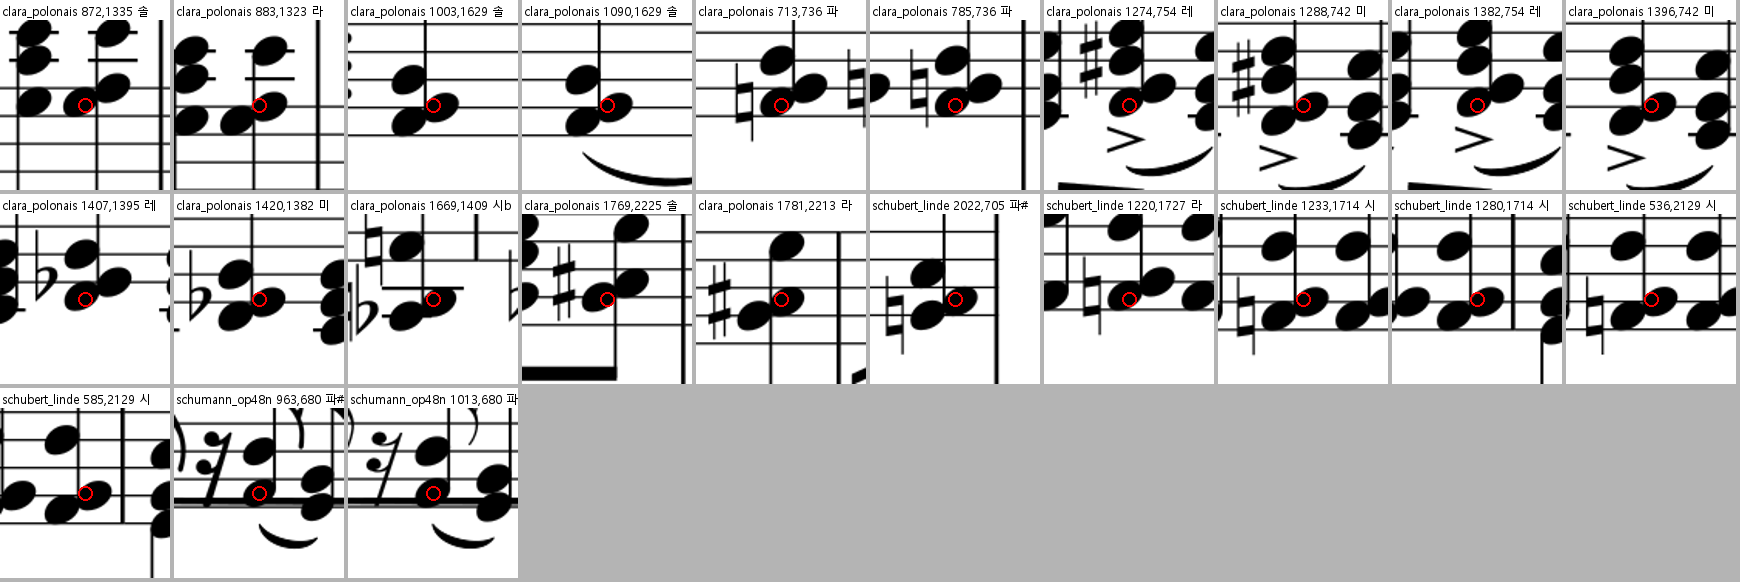 clara_polonais 872,1335 솔
clara_polonais 883,1323 라
clara_polonais 1003,1629 솔
clara_polonais 1090,1629 솔
clara_polonais 713,736 파
clara_polonais 785,736 파
clara_polonais 1274,754 레
clara_polonais 1288,742 미
clara_polonais 1382,754 레
clara_polonais 1396,742 미
clara_polonais 1407,1395 레
clara_polonais 1420,1382 미
clara_polonais 1669,1409 시b
clara_polonais 1769,2225 솔
clara_polonais 1781,2213 라
schubert_linde 2022,705 파#
schubert_linde 1220,1727 라
schubert_linde 1233,1714 시
schubert_linde 1280,1714 시
schubert_linde 536,2129 시
schubert_linde 585,2129 시
schumann_op48n 963,680 파#
schumann_op48n 1013,680 파